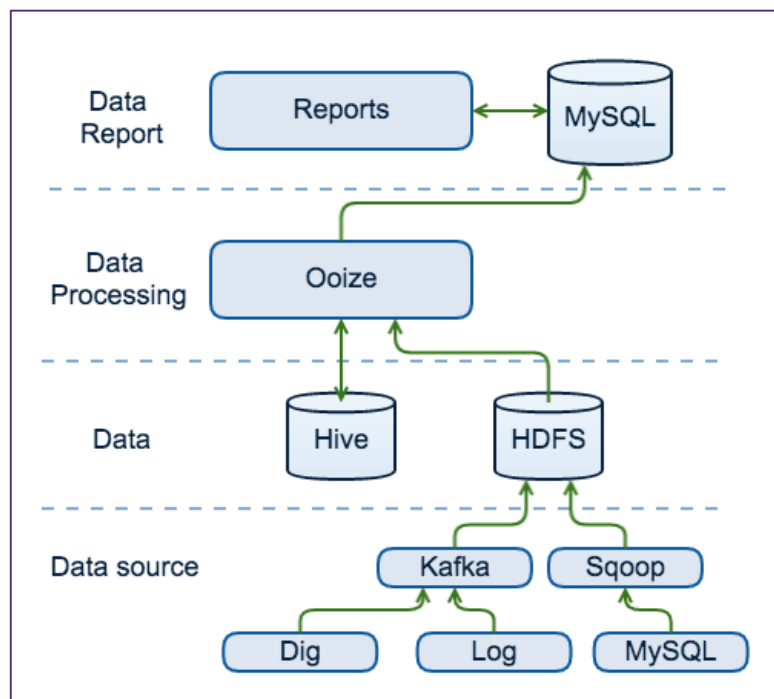 Data
Report
Reports
MySQL
Data
Processing
Ooize
Data
Hive
HDFS
Data source
Kafka
Sqoop
Dig
Log
MySQL